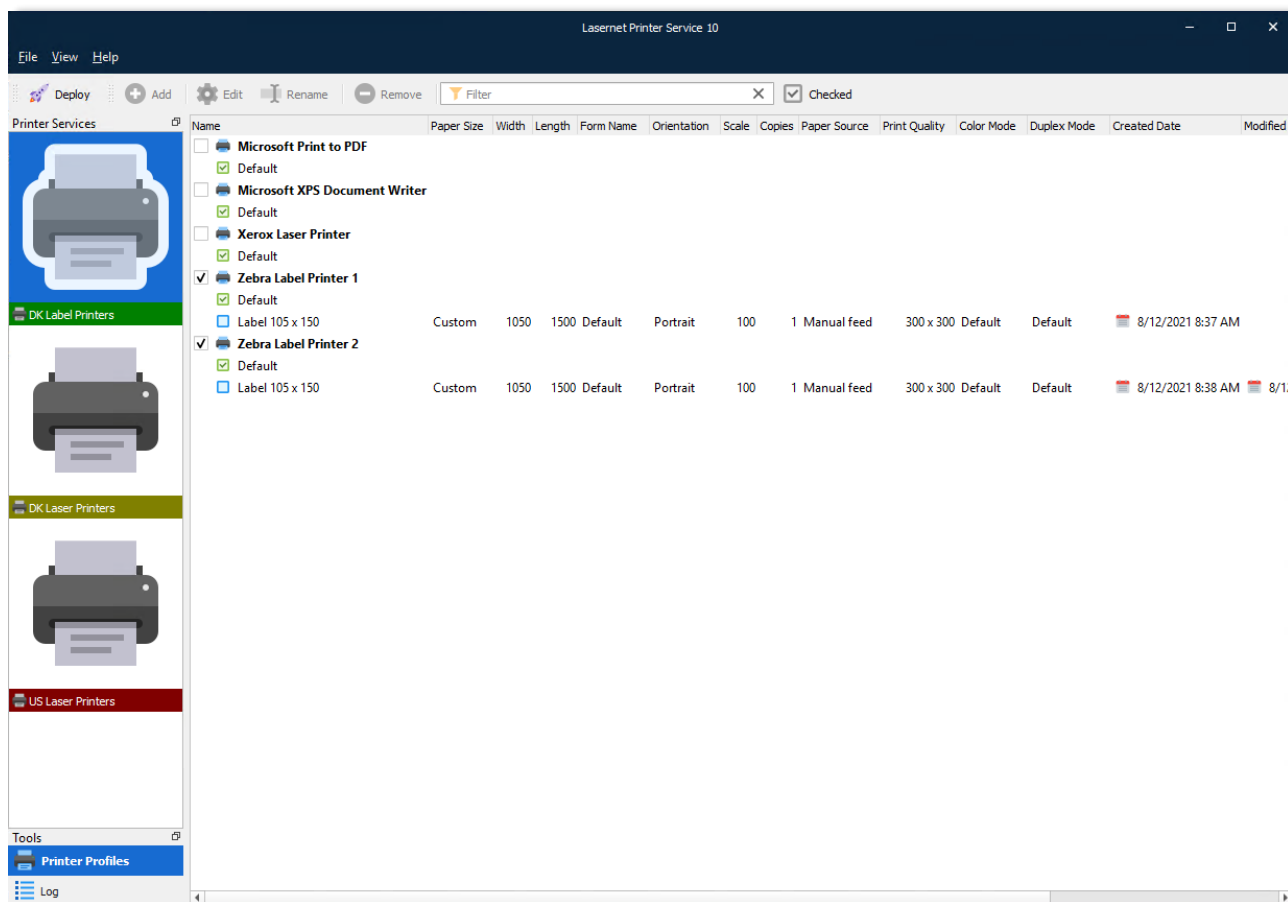 Lasernet Printer Service 10
File View Help
Deploy Add Edit Rename Remove Filter Checked
Printer Services
Name Paper Size Width Length Form Name Orientation Scale Copies Paper Source Print Quality Color Mode Duplex Mode Created Date Modified
Microsoft Print to PDF
Default
Microsoft XPS Document Writer
Default
Xerox Laser Printer
Default
Zebra Label Printer 1
Default
Label 105 x 150 Custom 1050 1500 Default Portrait 100 1 Manual feed 300 x 300 Default Default 8/12/2021 8:37 AM
Zebra Label Printer 2
Default
Label 105 x 150 Custom 1050 1500 Default Portrait 100 1 Manual feed 300 x 300 Default Default 8/12/2021 8:38 AM
DK Label Printers
DK Laser Printers
US Laser Printers
Tools
Printer Profiles
Log